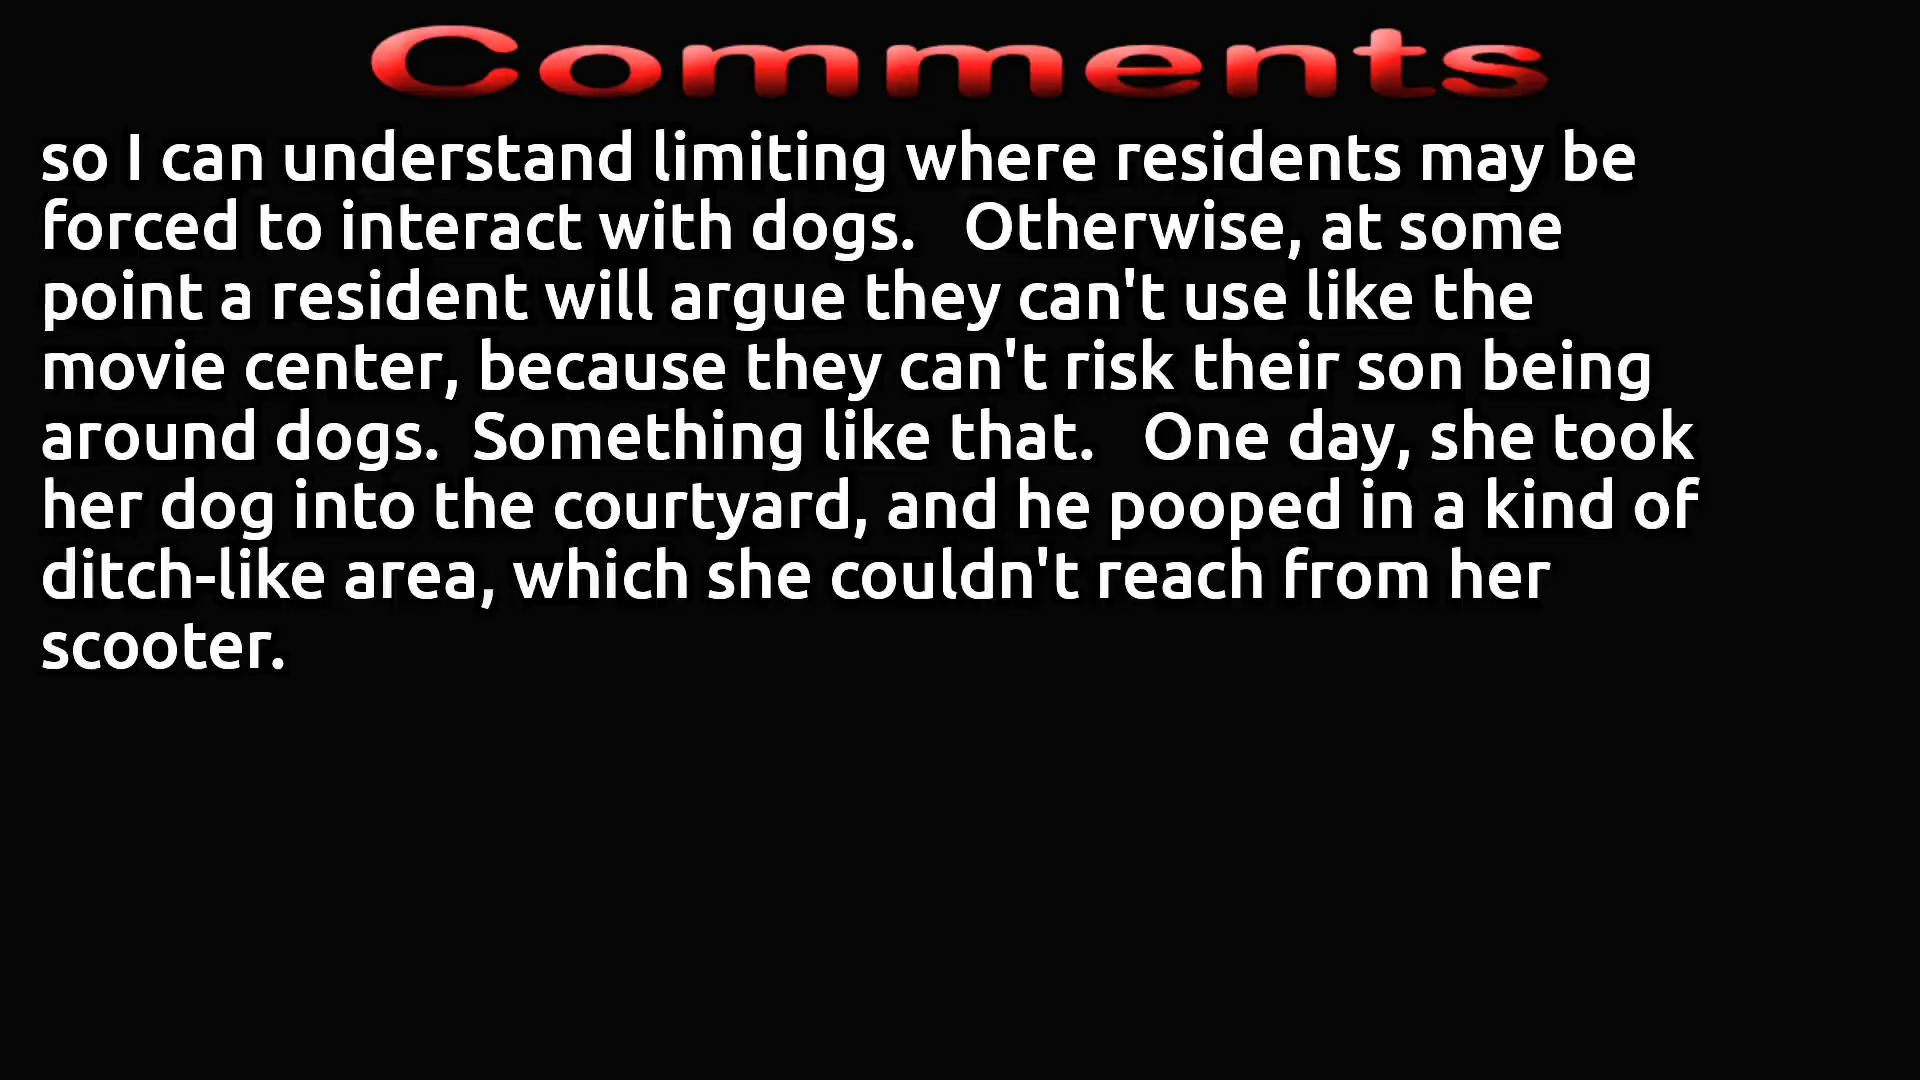 Comments
so I can understand limiting where residents may be
forced to interact with dogs.   Otherwise, at some
point a resident will argue they can't use like the
movie center, because they can't risk their son being
around dogs.  Something like that.   One day, she took
her dog into the courtyard, and he pooped in a kind of
ditch-like area, which she couldn't reach from her
scooter.